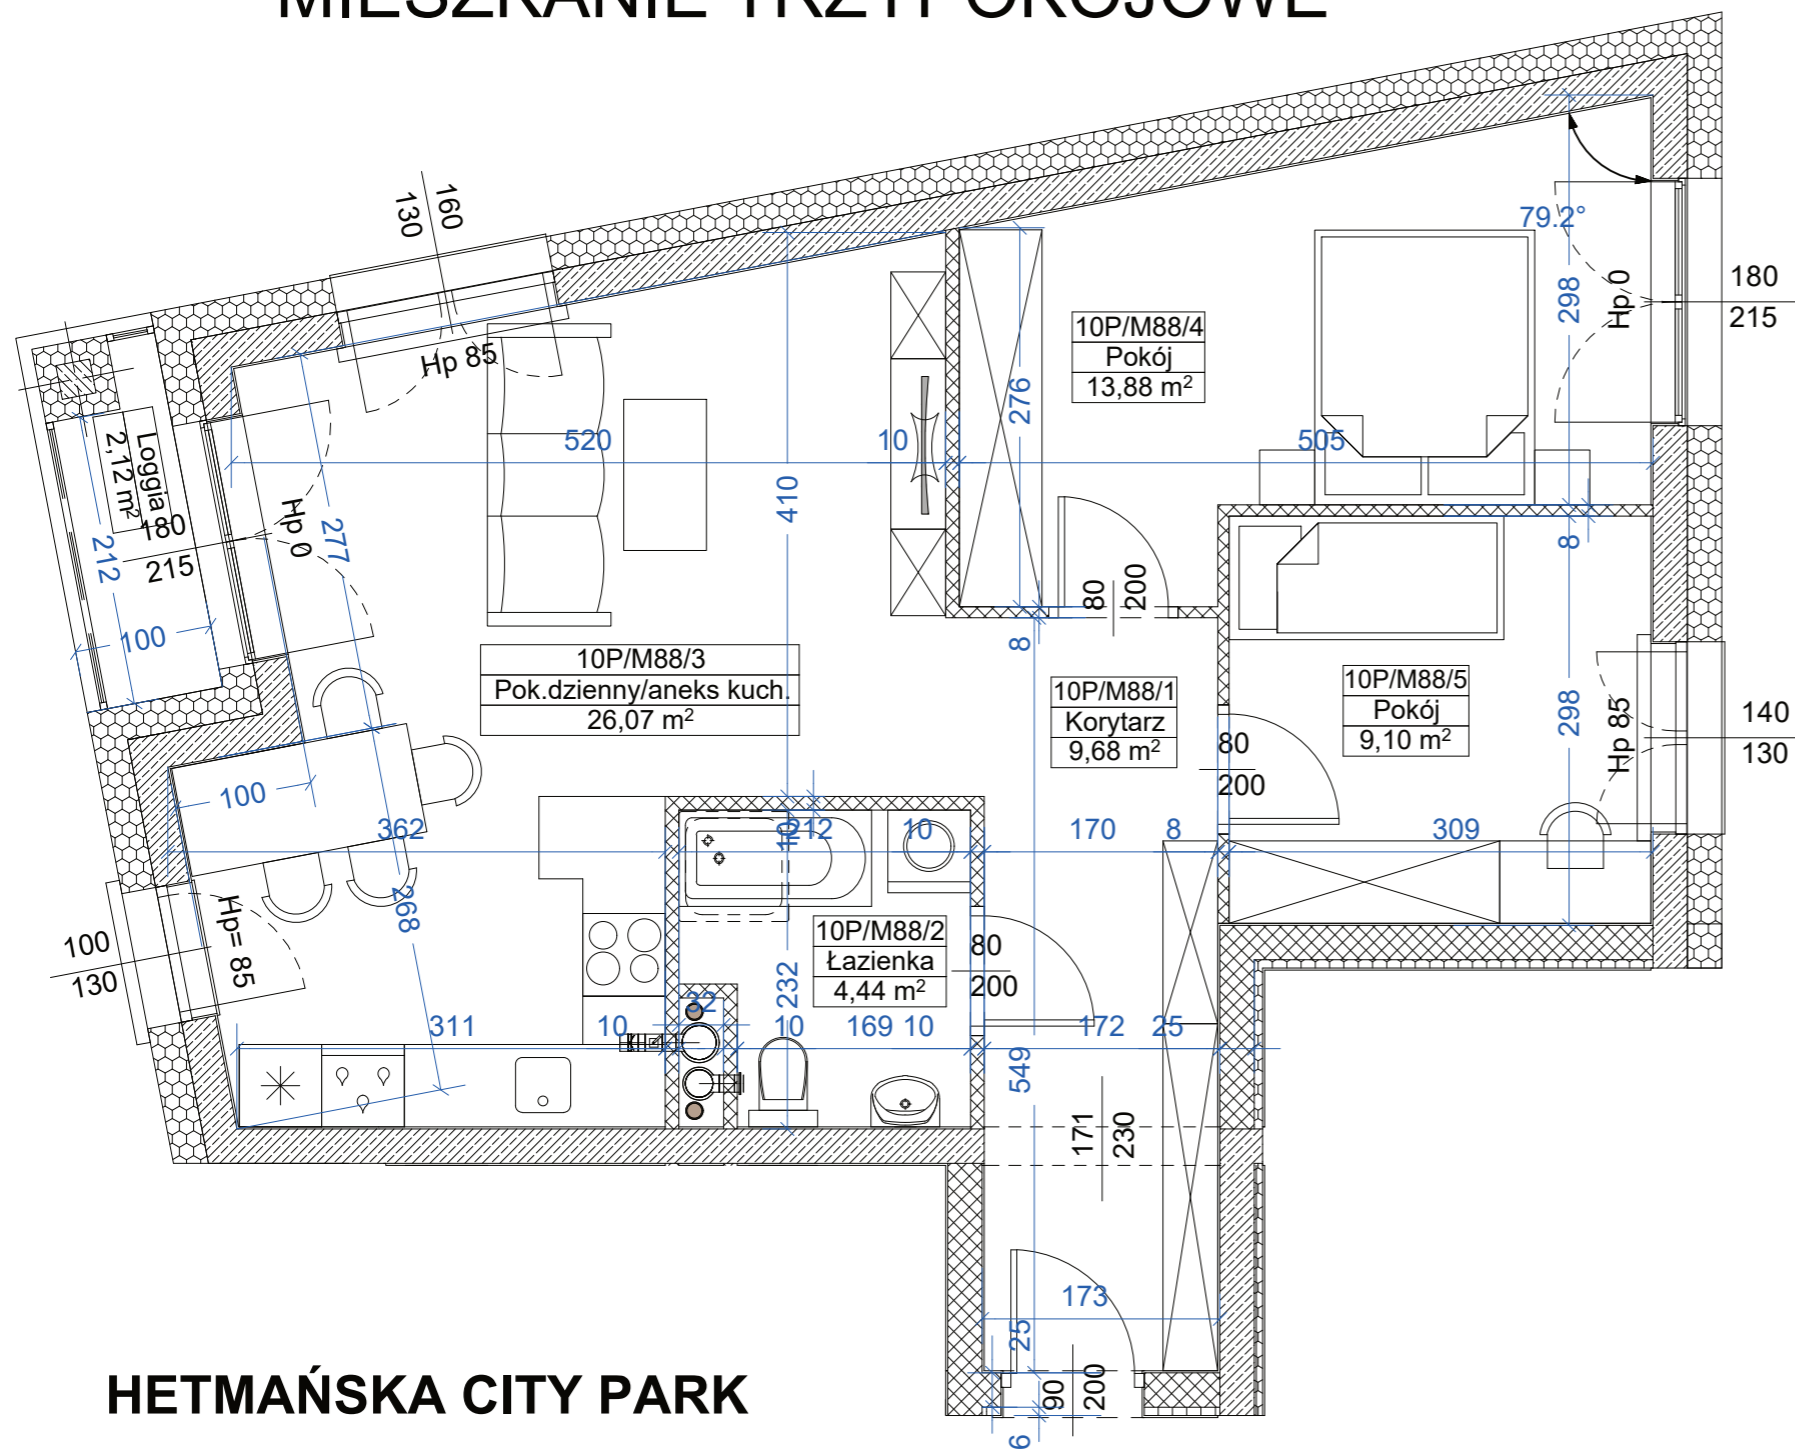 MIESZKANIE TRZYPOKOJOWE
160
130
Hp 85
79.2°
298
Hp 0
180
215
10P/M88/4
Pokój
13,88 m²
276
520
10
505
410
Loggia
2,12 m²
180
215
Hp 0
277
212
100
8
80
200
8
10P/M88/3
Pok.dzienny/aneks kuch.
26,07 m²
10P/M88/1
Korytarz
9,68 m²
10P/M88/5
Pokój
9,10 m²
298
Hp 85
140
130
80
200
100
362
10
212
10
170
8
309
268
Hp= 85
100
130
10P/M88/2
Łazienka
4,44 m²
80
200
232
32
311
10
10
169
10
172
25
549
171
230
173
25
90
200
6
HETMAŃSKA CITY PARK